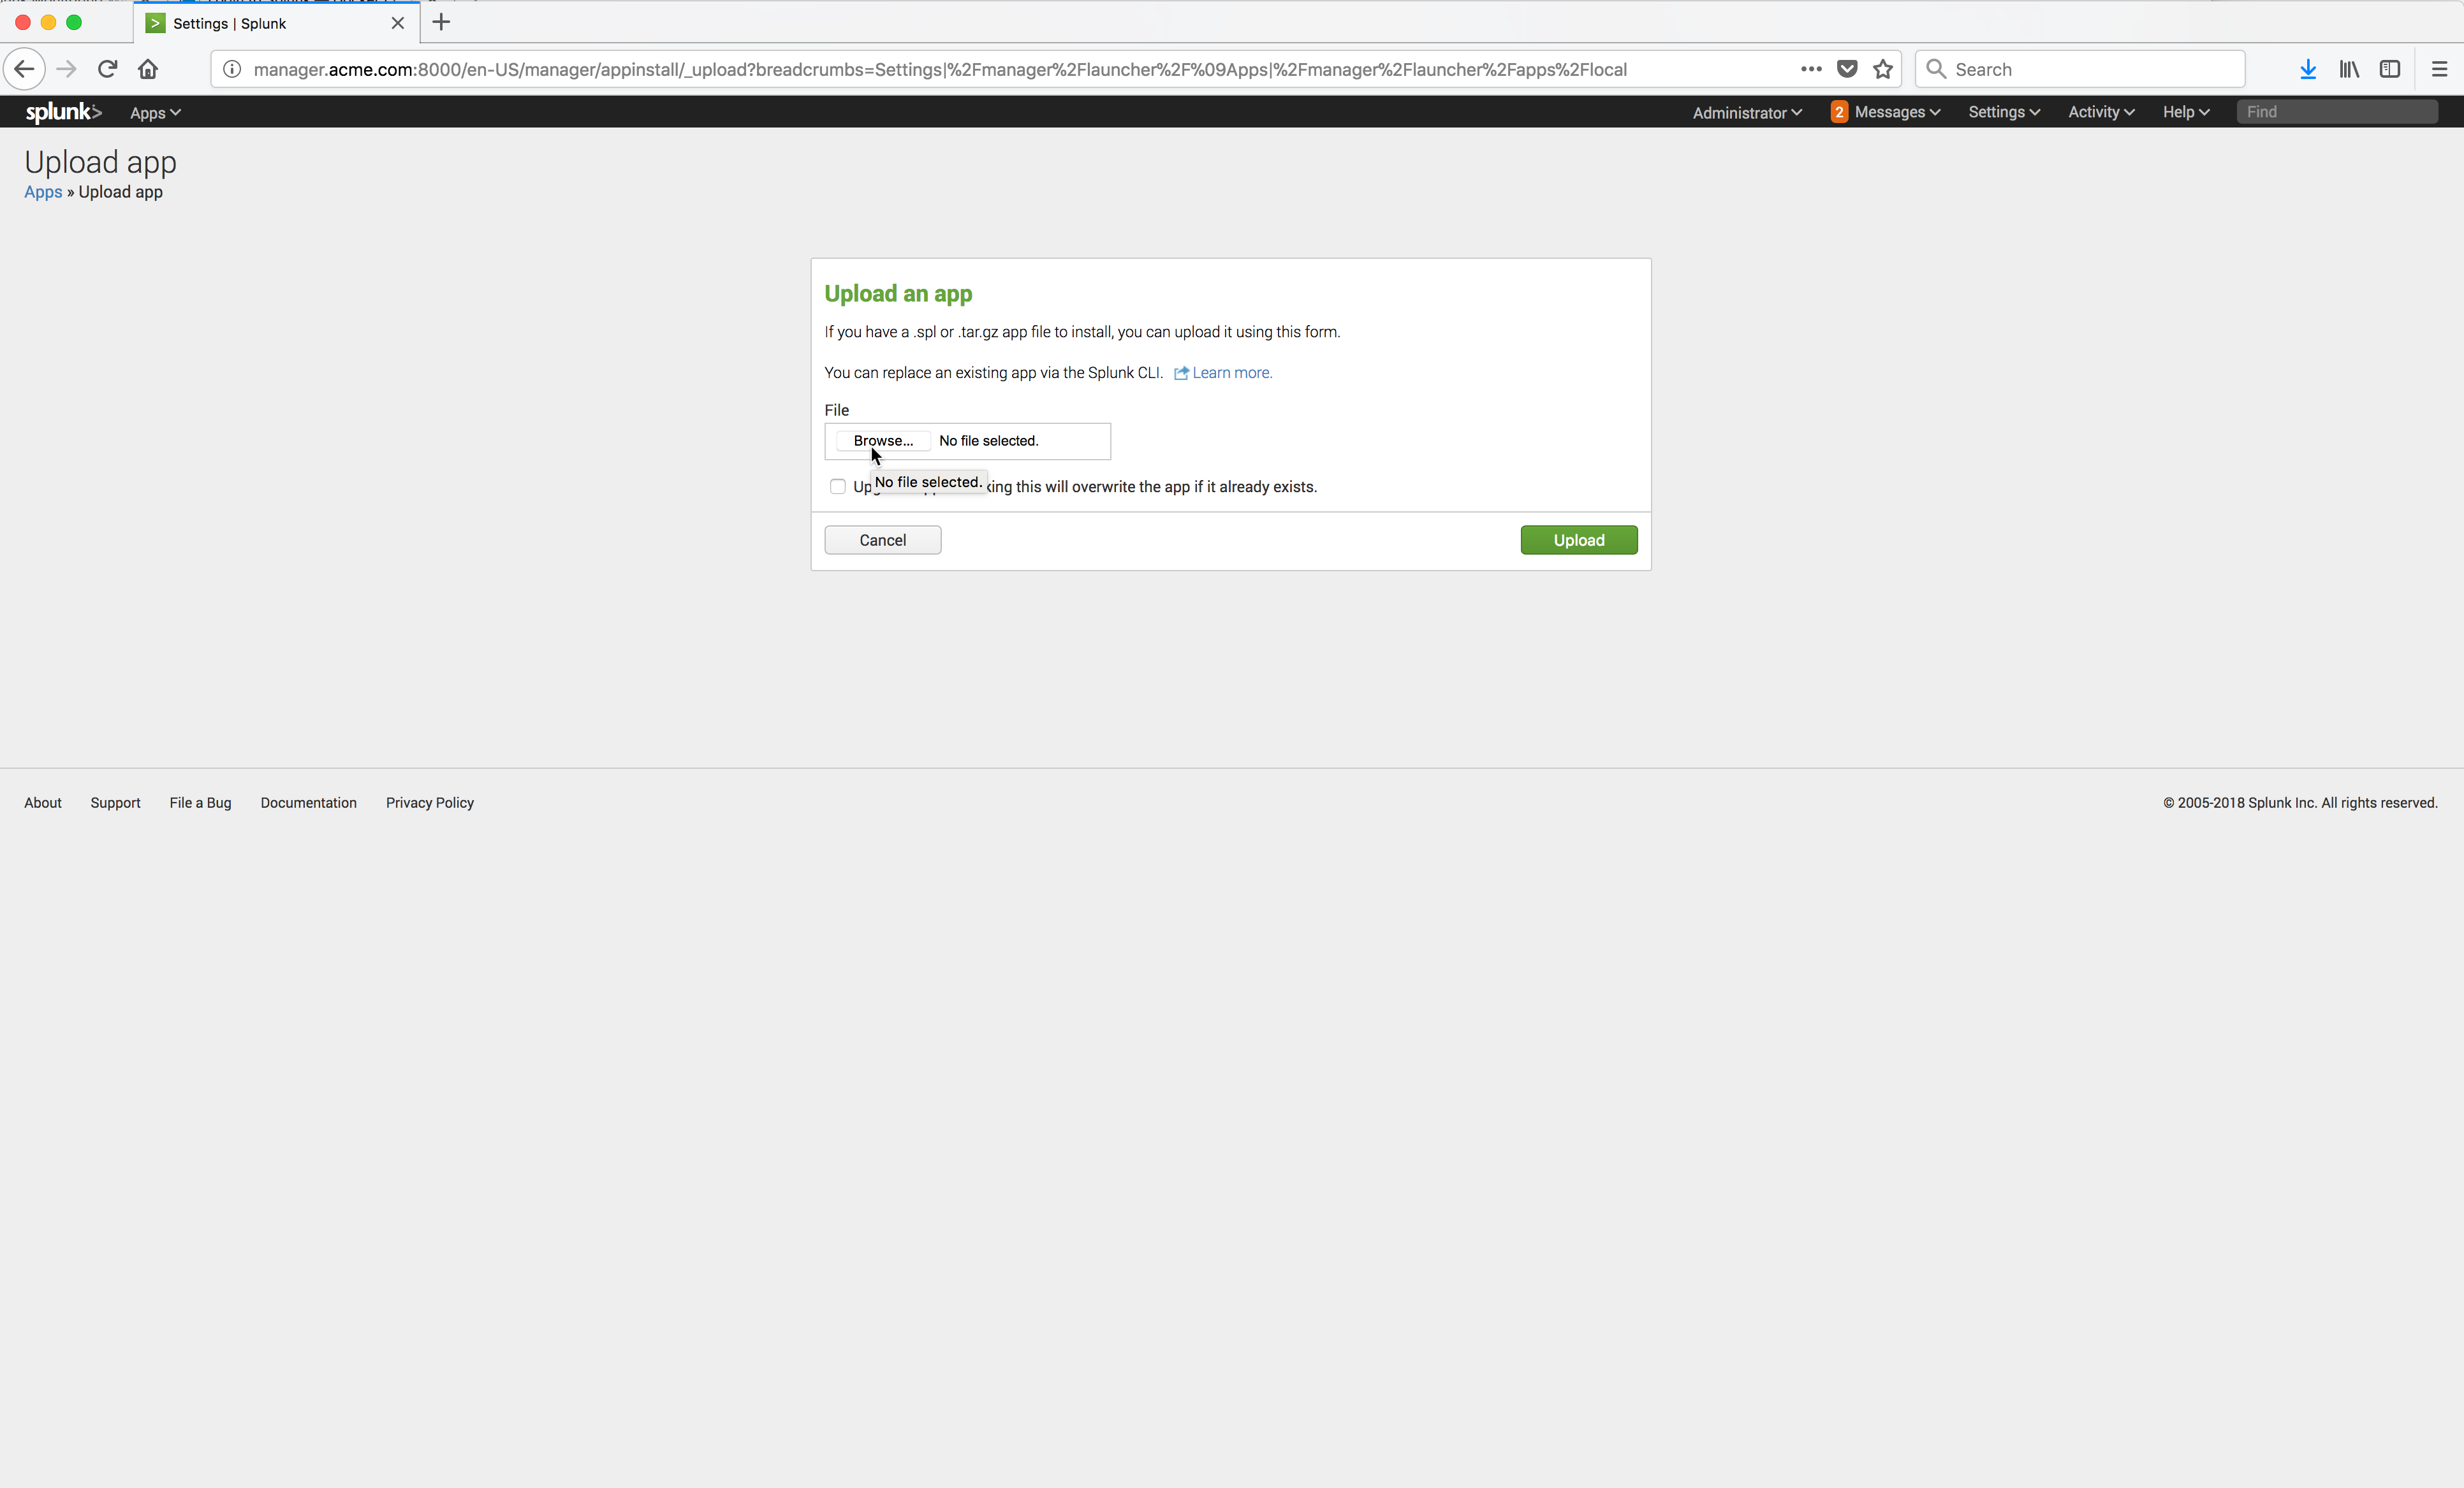 Settings | Splunk
manager.acme.com:8000/en-US/manager/appinstall/_upload?breadcrumbs=Settings|%2Fmanager%2Flauncher%2F%09Apps|%2Fmanager%2Flauncher%2Fapps%2Flocal
Search
splunk> Apps Administrator 2 Messages Settings Activity Help Find
Upload app
Apps » Upload app
Upload an app
If you have a .spl or .tar.gz app file to install, you can upload it using this form.
You can replace an existing app via the Splunk CLI. Learn more.
File
Browse... No file selected.
No file selected.
this will overwrite the app if it already exists.
Cancel Upload
About Support File a Bug Documentation Privacy Policy © 2005-2018 Splunk Inc. All rights reserved.